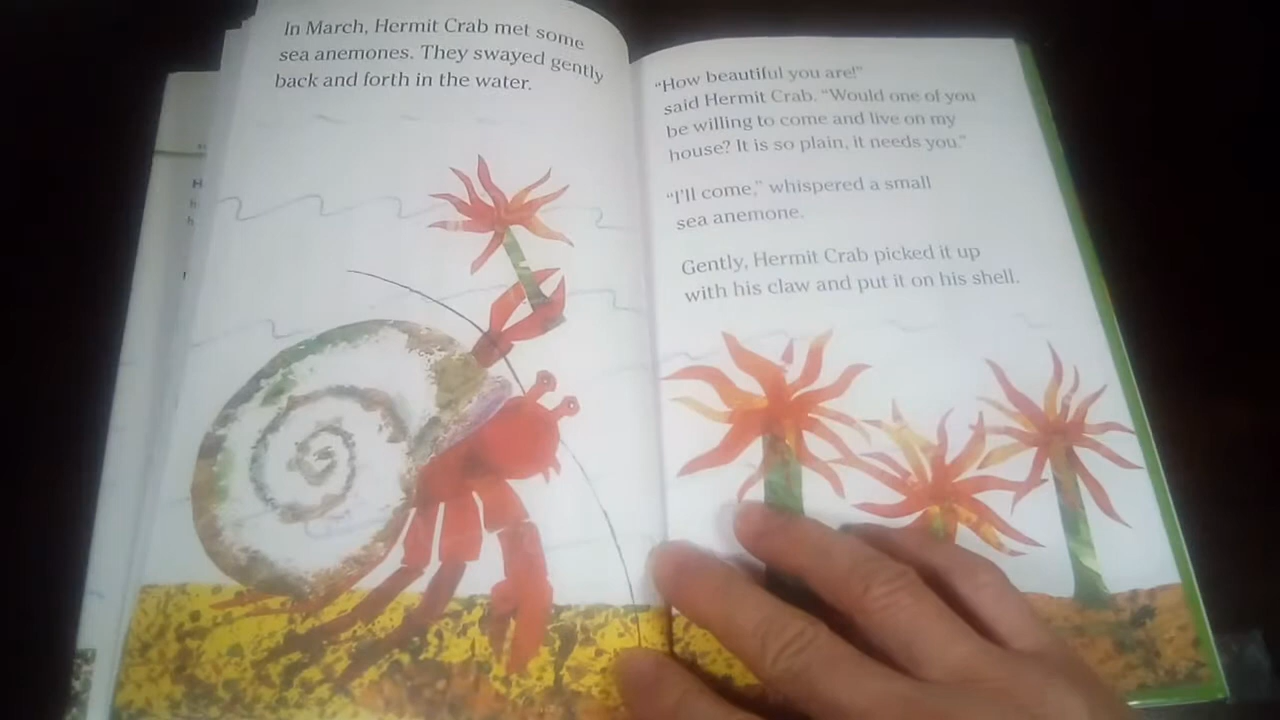 In March, Hermit Crab met some
sea anemones. They swayed gently
back and forth in the water.
"How beautiful you are!"
said Hermit Crab. "Would one of you
be willing to come and live on my
house? It is so plain, it needs you."
"I'll come," whispered a small
sea anemone.
Gently, Hermit Crab picked it up
with his claw and put it on his shell.